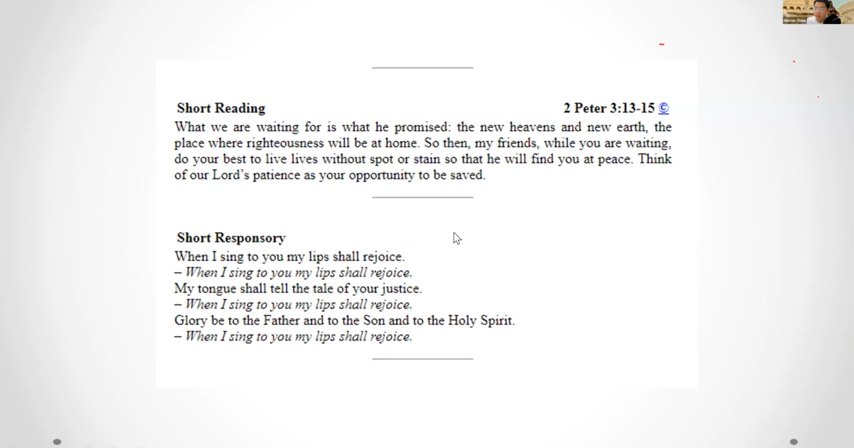 Short Reading 2 Peter 3:13-15 ©
What we are waiting for is what he promised: the new heavens and new earth, the
place where righteousness will be at home. So then, my friends, while you are waiting,
do your best to live lives without spot or stain so that he will find you at peace. Think
of our Lord’s patience as your opportunity to be saved.
Short Responsory
When I sing to you my lips shall rejoice.
– When I sing to you my lips shall rejoice.
My tongue shall tell the tale of your justice.
– When I sing to you my lips shall rejoice.
Glory be to the Father and to the Son and to the Holy Spirit.
– When I sing to you my lips shall rejoice.